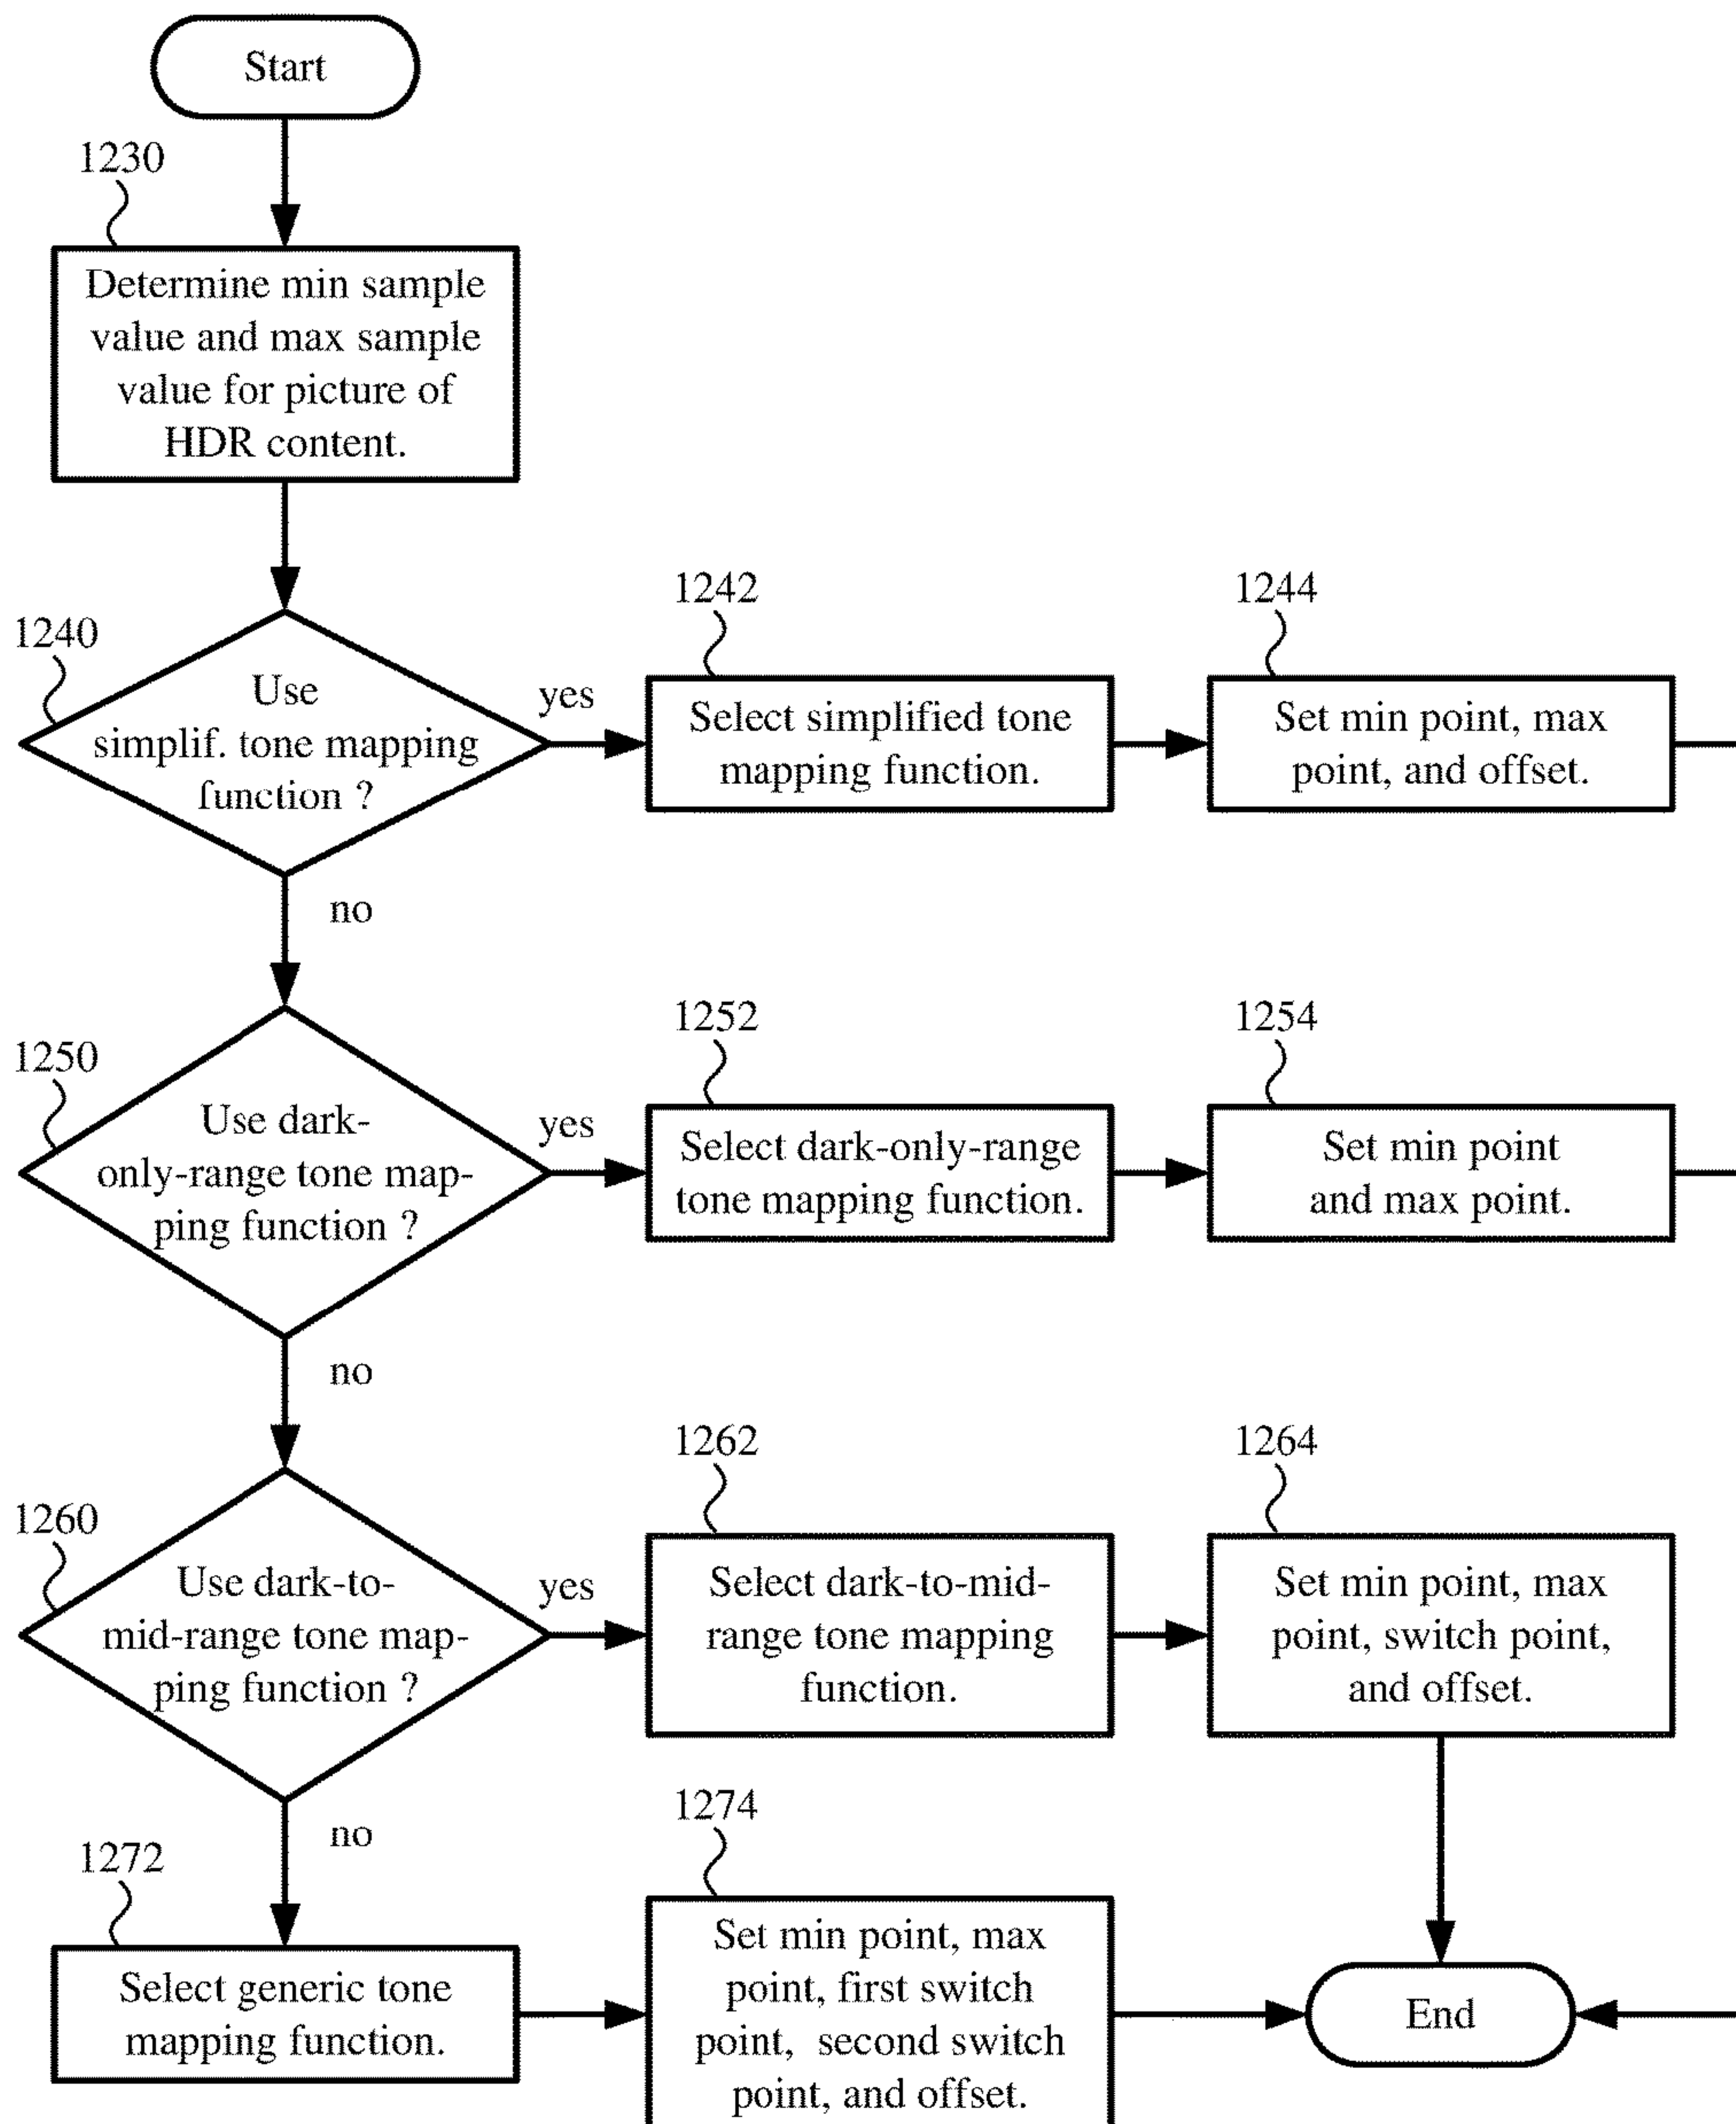 Start
1230
Determine min sample
value and max sample
value for picture of
HDR content.
1240
Use
simplif. tone mapping
function ?
yes
1242
Select simplified tone
mapping function.
1244
Set min point, max
point, and offset.
no
1250
Use dark-
only-range tone map-
ping function ?
yes
1252
Select dark-only-range
tone mapping function.
1254
Set min point
and max point.
no
1260
Use dark-to-
mid-range tone map-
ping function ?
yes
1262
Select dark-to-mid-
range tone mapping
function.
1264
Set min point, max
point, switch point,
and offset.
no
1272
Select generic tone
mapping function.
1274
Set min point, max
point, first switch
point, second switch
point, and offset.
End